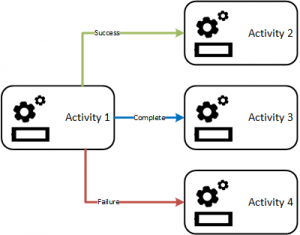 Success
Activity 2
Activity 1
Complete
Activity 3
Failure
Activity 4